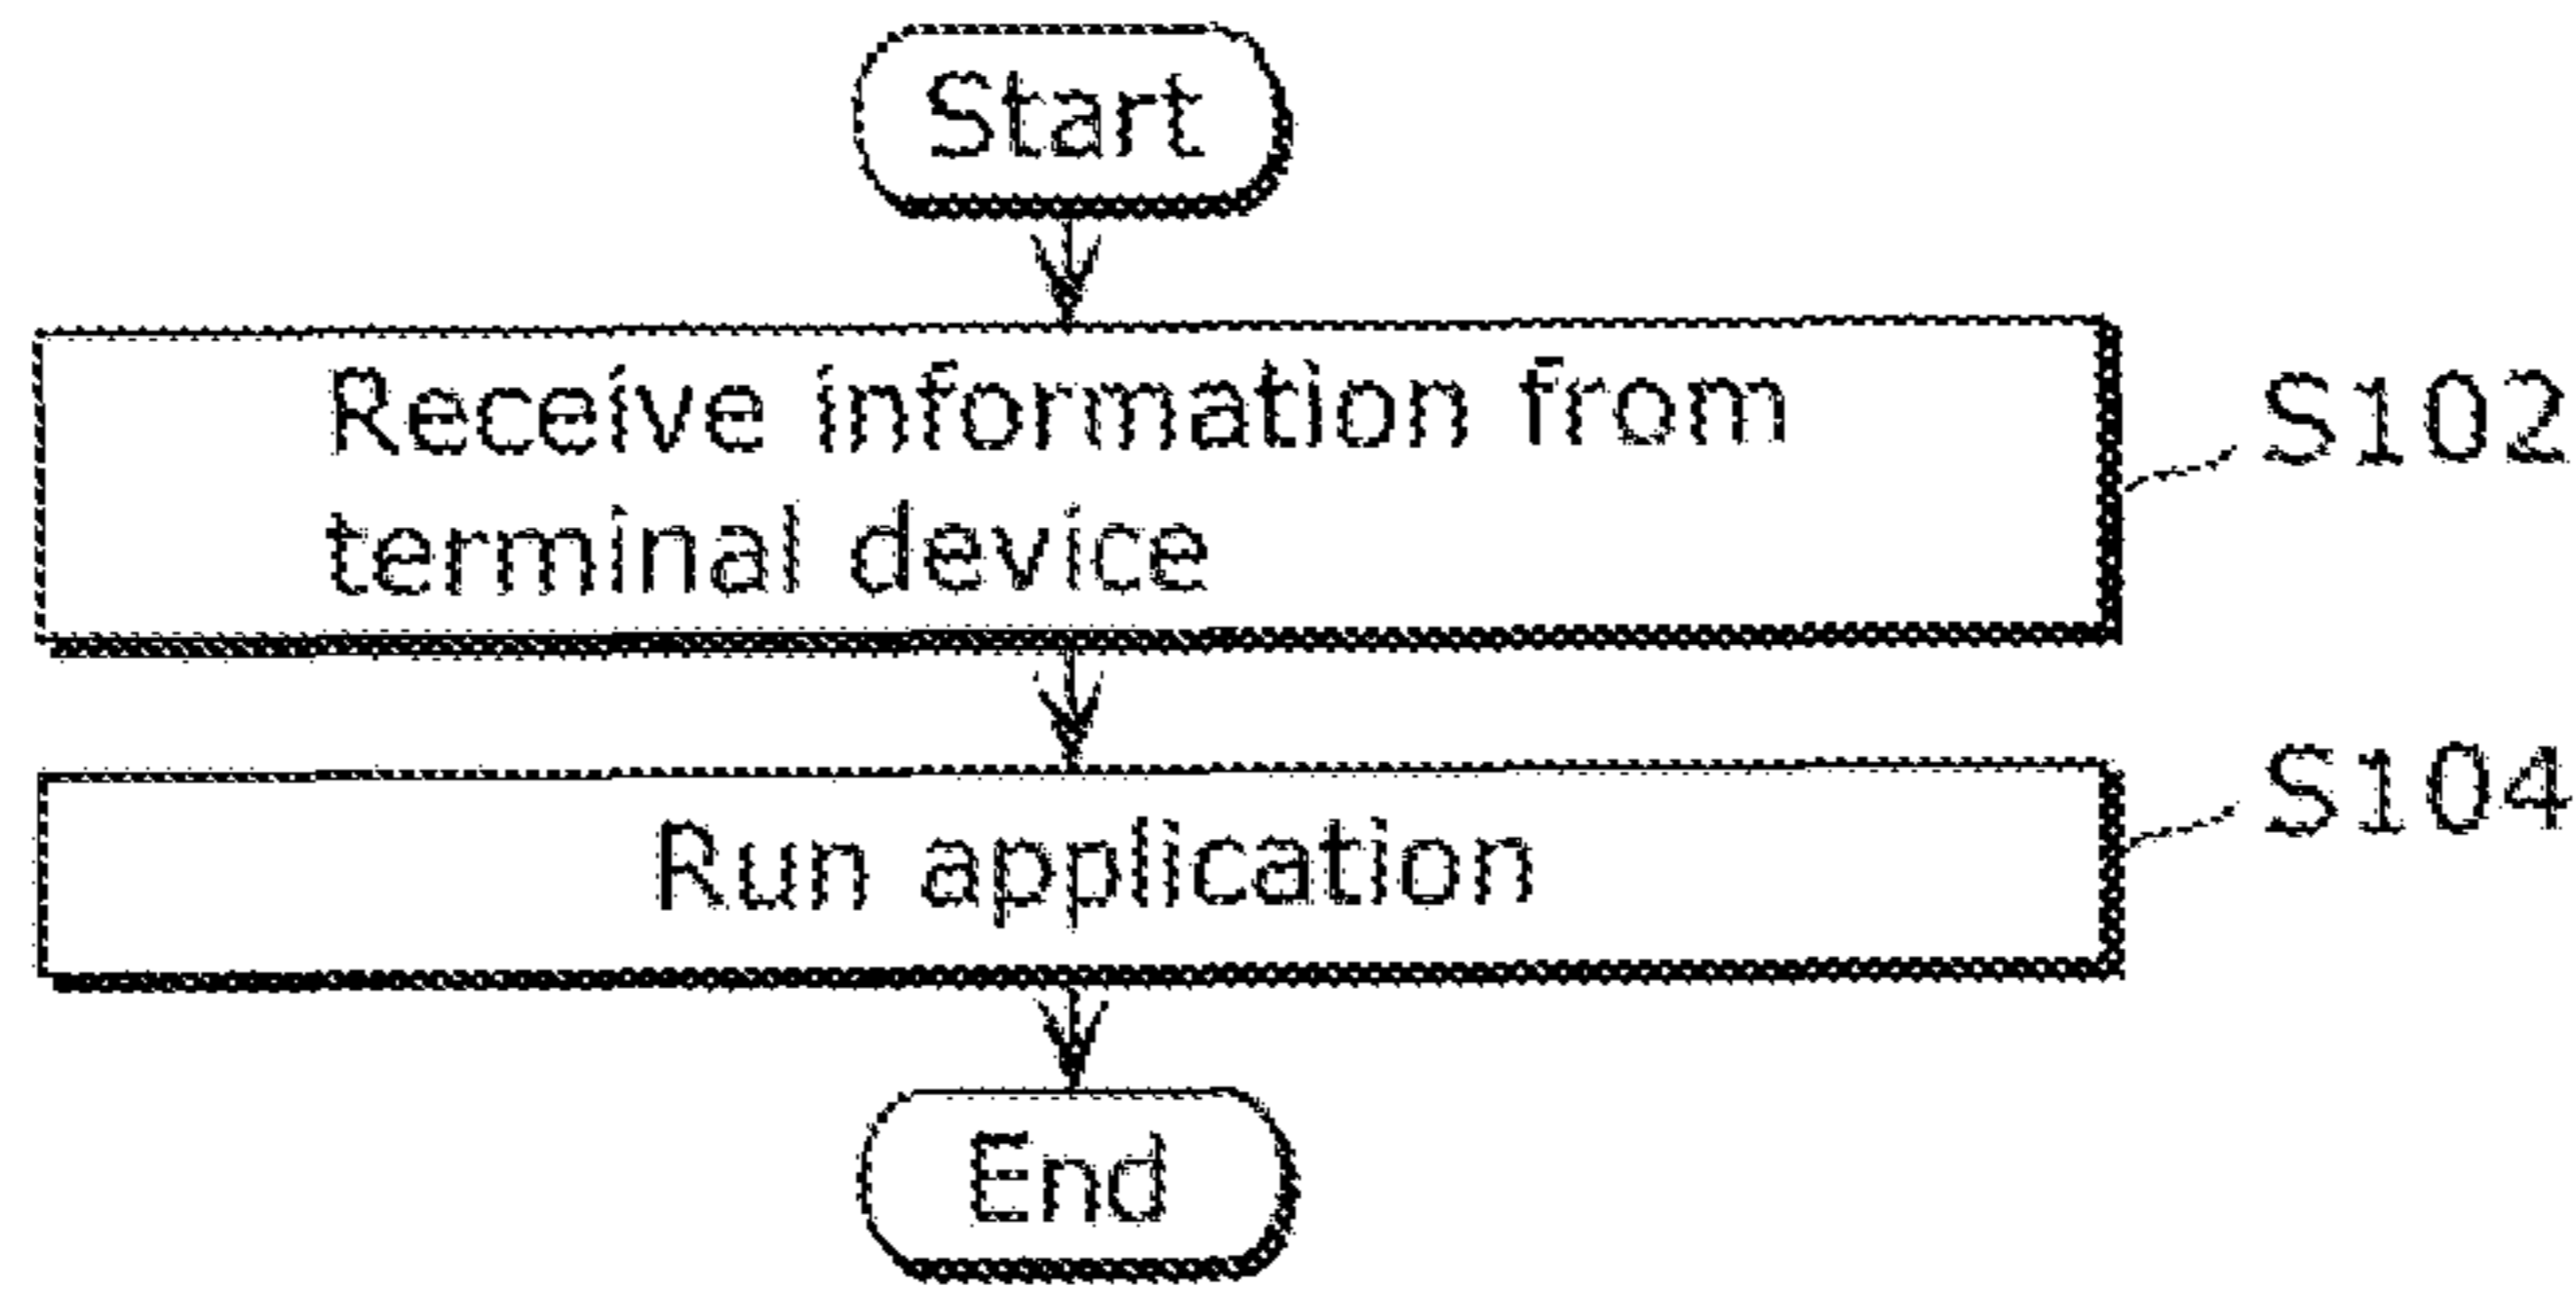 Start
Receive information from
terminal device
S102
Run application
S104
End